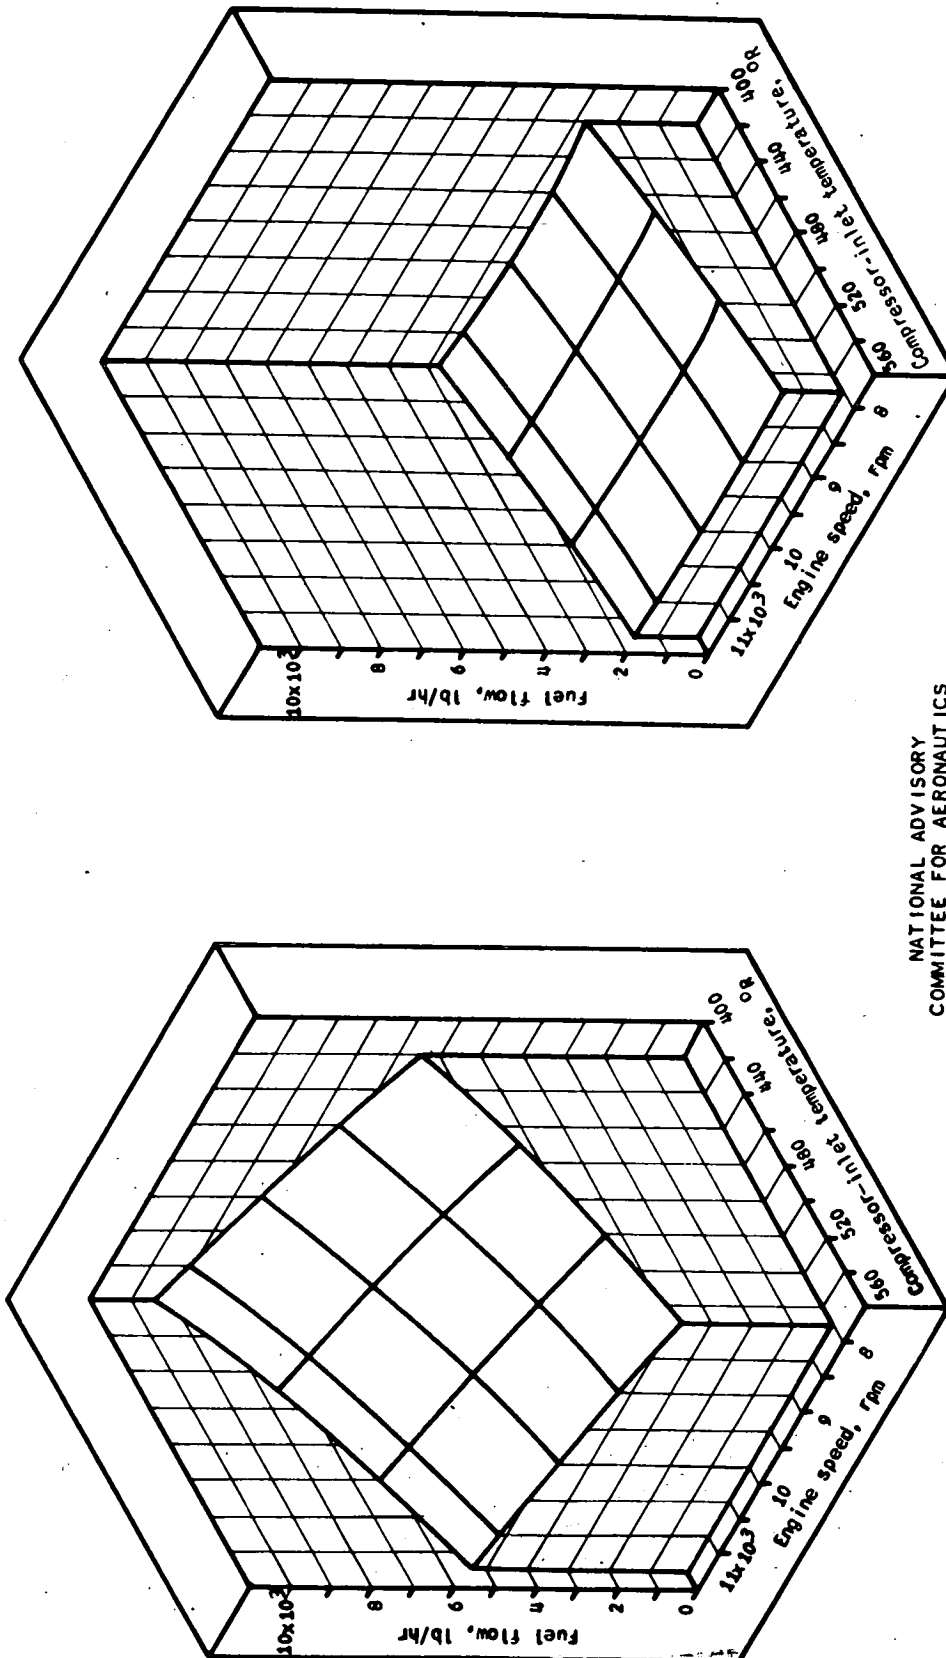 10x10²
8
6
4
2
0
Fuel flow, lb/hr
11x10³
10
9
8
Engine speed, rpm
560
520
480
440
400
Compressor-inlet temperature, °R
10x10³
8
6
4
2
0
Fuel flow, lb/hr
11x10³
10
9
8
Engine speed, rpm
560
520
480
440
400
Compressor-inlet temperature, °R
NATIONAL ADVISORY
COMMITTEE FOR AERONAUTICS